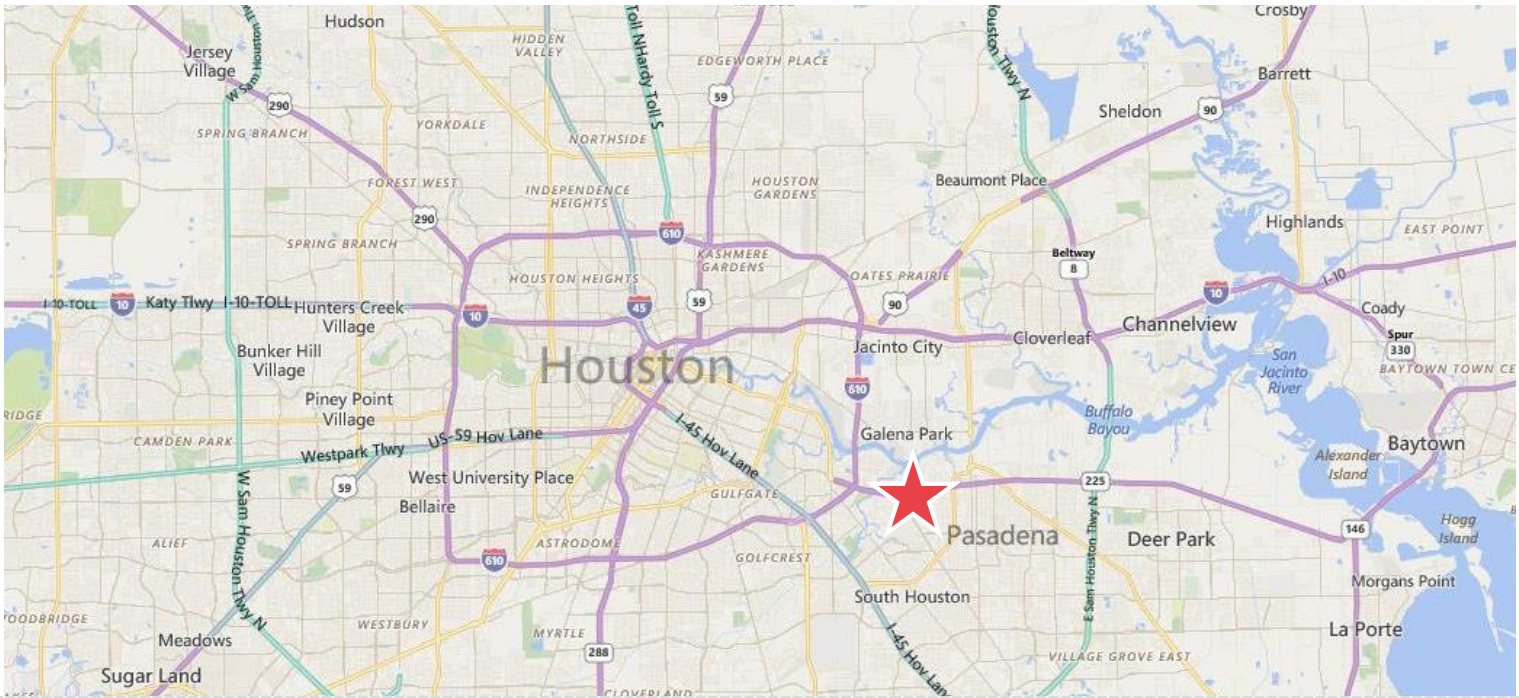 Hudson
Crosby
Jersey
Village
HIDDEN
VALLEY
EDGEWORTH PLACE
Toll NHardy Toll S
W Sam Houston Tlwy
Houston Tlwy N
59
Barrett
290
SPRING BRANCH
YORKDALE
NORTHSIDE
Sheldon
90
FOREST WEST
INDEPENDENCE
HEIGHTS
HOUSTON
GARDENS
Beaumont Place
290
610
SPRING BRANCH
KASHMERE
GARDENS
Highlands
EAST POINT
HOUSTON HEIGHTS
OATES PRAIRIE
Beltway
8
I-10-TOLL
10
Katy Tlwy
I-10-TOLL
Hunters Creek
Village
10
45
59
90
10
I-10
Coady
Bunker Hill
Village
Houston
Jacinto City
Cloverleaf
Channelview
Spur
330
San
Jacinto
River
BAYTOWN TOWN CE
Piney Point
Village
610
RIDGE
CAMDEN PARK
Westpark Tlwy
US-59 Hov Lane
I-45 Hov Lane
Galena Park
Buffalo
Bayou
Baytown
Alexander
Island
59
West University Place
Bellaire
GULFGATE
225
W Sam Houston Tlwy N
146
Hogg
Island
ALIEF
610
ASTRODOME
GOLFCREST
Pasadena
Deer Park
E Sam Houston Tlwy N
Morgans Point
South Houston
WOODBRIDGE
Meadows
WESTBURY
MYRTLE
288
I-45 Hov Lan
La Porte
VILLAGE GROVE EAST
Sugar Land
CLOVERLAND